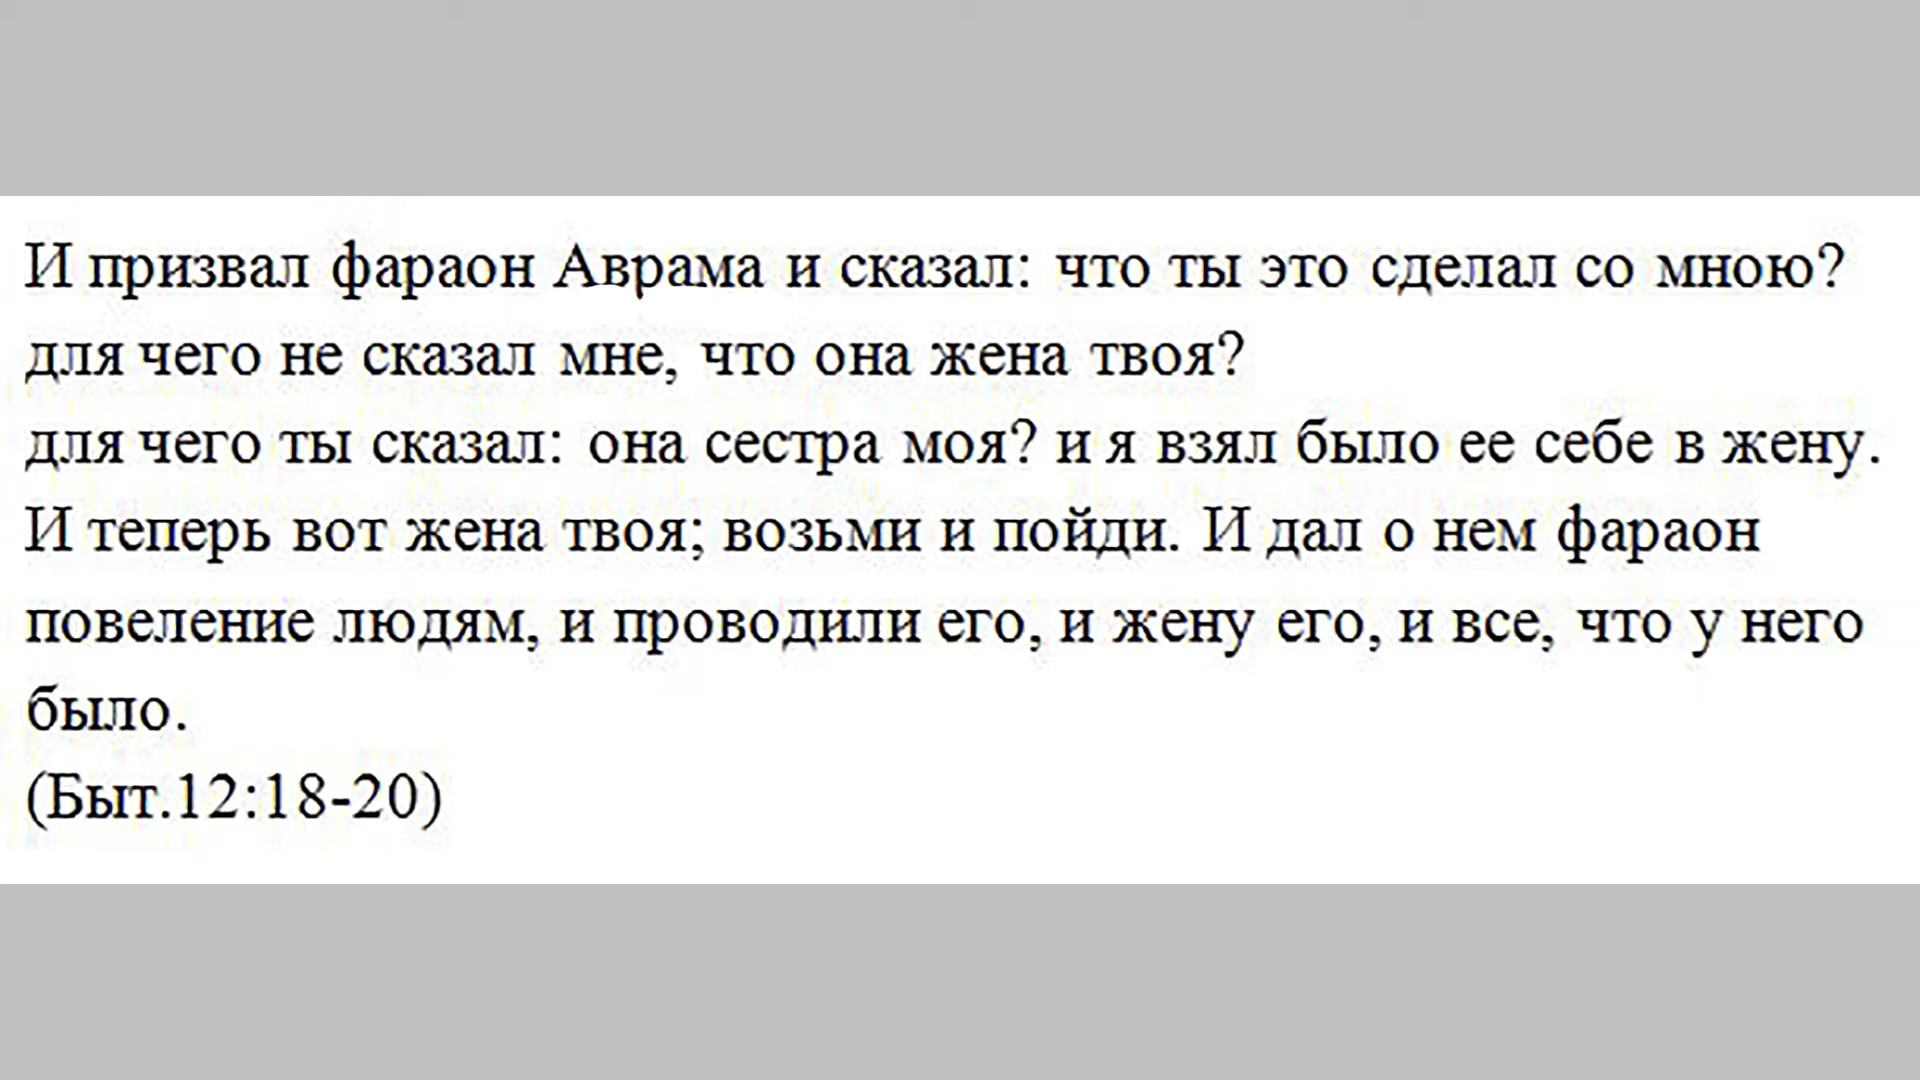 И призвал фараон Аврама и сказал: что ты это сделал со мною?
для чего не сказал мне, что она жена твоя?
для чего ты сказал: она сестра моя? и я взял было ее себе в жену.
И теперь вот жена твоя; возьми и пойди. И дал о нем фараон
повеление людям, и проводили его, и жену его, и все, что у него
было.
(Быт.12:18-20)